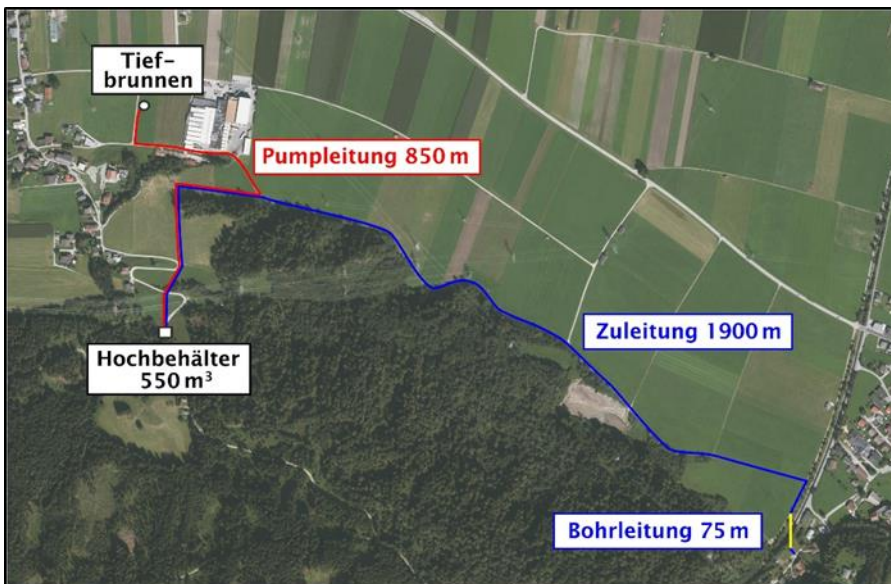 Tief-
brunnen
Pumpleitung 850 m
Zuleitung 1900 m
Hochbehälter
550 m³
Bohrleitung 75 m